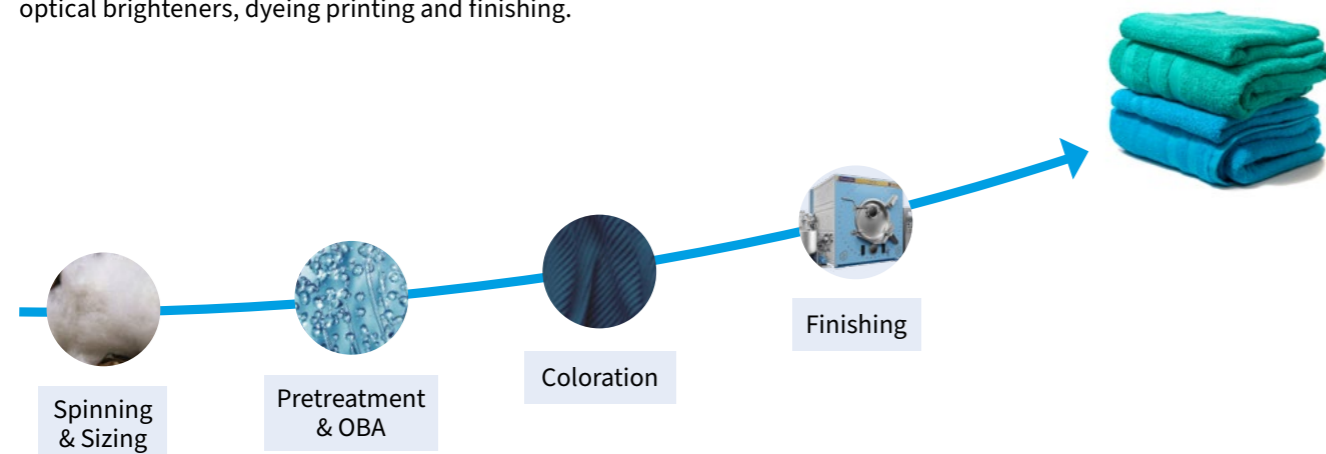 optical brighteners, dyeing printing and finishing.
Spinning
& Sizing
Pretreatment
& OBA
Coloration
Finishing